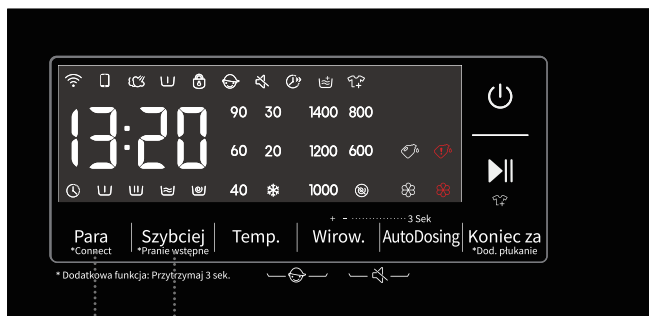 90 30 1400 800
13:20
60 20 1200 600
40 1000
+ - 3 Sek
Para Szybciej Temp. Wirow. AutoDosing Koniec za
*Connect *Pranie wstępne *Dod. płukanie
* Dodatkowa funkcja: Przytrzymaj 3 sek.